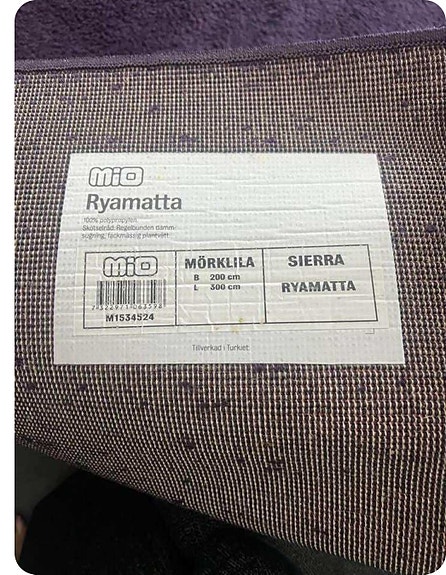 miO
Ryamatta
100% polypropylen
Skötselråd: Regelbunden damm-
sugning, fackmässig plantvätt
miO
7322971063598
M1534524
MÖRKLILA
B 200 cm
L 300 cm
SIERRA
RYAMATTA
Tillverkad i Turkiet